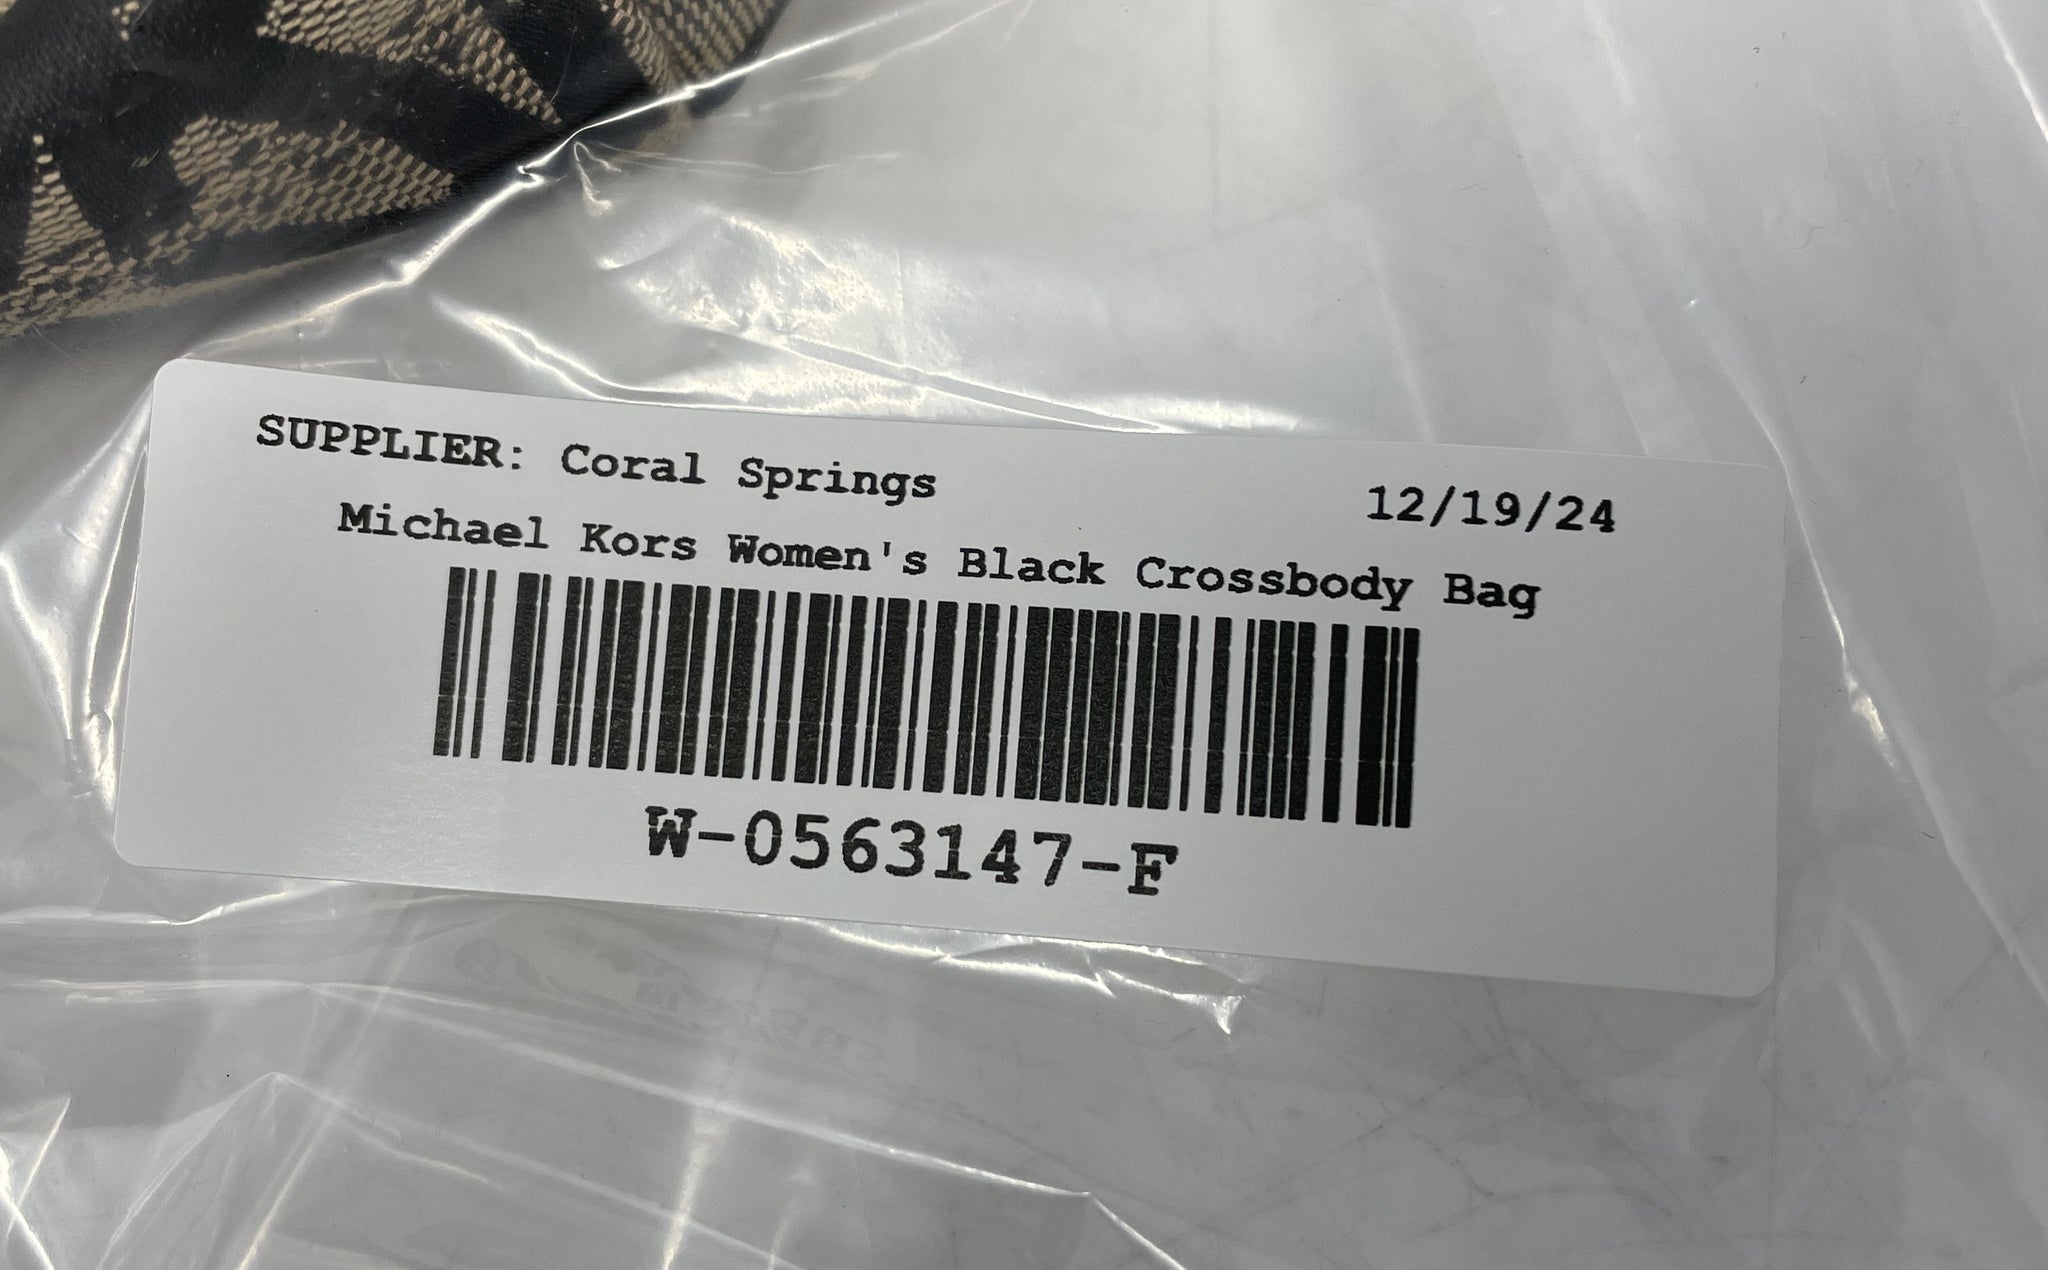 SUPPLIER: Coral Springs 12/19/24
Michael Kors Women's Black Crossbody Bag
W-0563147-F